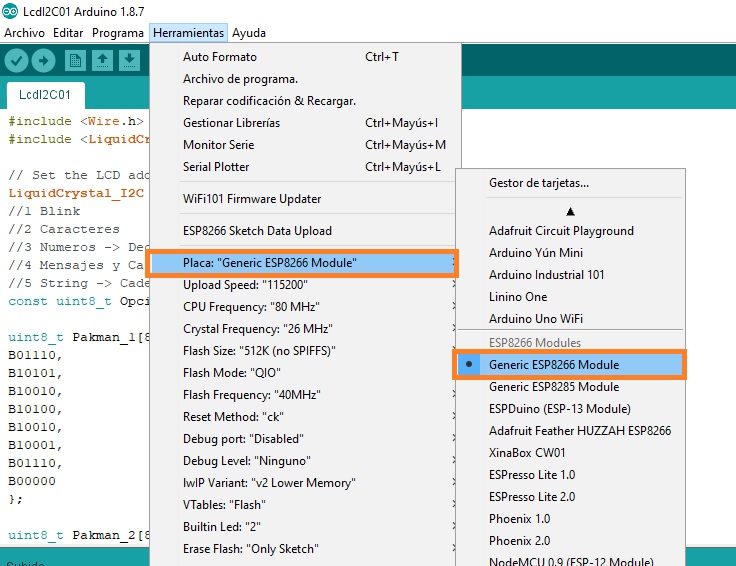 LcdI2C01 Arduino 1.8.7
Archivo Editar Programa Herramientas Ayuda
LcdI2C01
#include <Wire.h>
#include <LiquidCr
// Set the LCD add
LiquidCrystal_I2C
//1 Blink
//2 Caracteres
//3 Numeros -> Dec
//4 Mensajes y Ca
//5 String -> Cade
const uint8_t Opci
uint8_t Pakman_1[8
B01110,
B10101,
B10010,
B10100,
B10010,
B10001,
B01110,
B00000
};
uint8_t Pakman_2[8
Auto Formato Ctrl+T
Archivo de programa.
Reparar codificación & Recargar.
Gestionar Librerías Ctrl+Mayús+I
Monitor Serie Ctrl+Mayús+M
Serial Plotter Ctrl+Mayús+L
WiFi101 Firmware Updater
ESP8266 Sketch Data Upload
Placa: "Generic ESP8266 Module"
Upload Speed: "115200"
CPU Frequency: "80 MHz"
Crystal Frequency: "26 MHz"
Flash Size: "512K (no SPIFFS)"
Flash Mode: "QIO"
Flash Frequency: "40MHz"
Reset Method: "ck"
Debug port: "Disabled"
Debug Level: "Ninguno"
lwIP Variant: "v2 Lower Memory"
VTables: "Flash"
Builtin Led: "2"
Erase Flash: "Only Sketch"
Gestor de tarjetas...
Adafruit Circuit Playground
Arduino Yún Mini
Arduino Industrial 101
Linino One
Arduino Uno WiFi
ESP8266 Modules
Generic ESP8266 Module
Generic ESP8285 Module
ESPDuino (ESP-13 Module)
Adafruit Feather HUZZAH ESP8266
XinaBox CW01
ESPresso Lite 1.0
ESPresso Lite 2.0
Phoenix 1.0
Phoenix 2.0
NodeMCU 0.9 (ESP-12 Module)